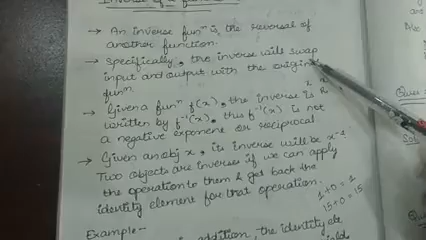 Inverse of a
→ An inverse funⁿ is the reversal of
another function.
→ Specifically, the inverse will swap
input and output with the original
funⁿ.
→ Given a funⁿ f(x), the inverse is
written by f⁻¹(x), this f⁻¹(x) is not
a negative exponent or reciprocal
→ Given an obj x, its inverse will be x⁻¹.
Two objects are inverses if we can apply
the operation to them & get back the
identity element for that operation.
1+0=1
15+0=15
Example -
addition, the identity ele